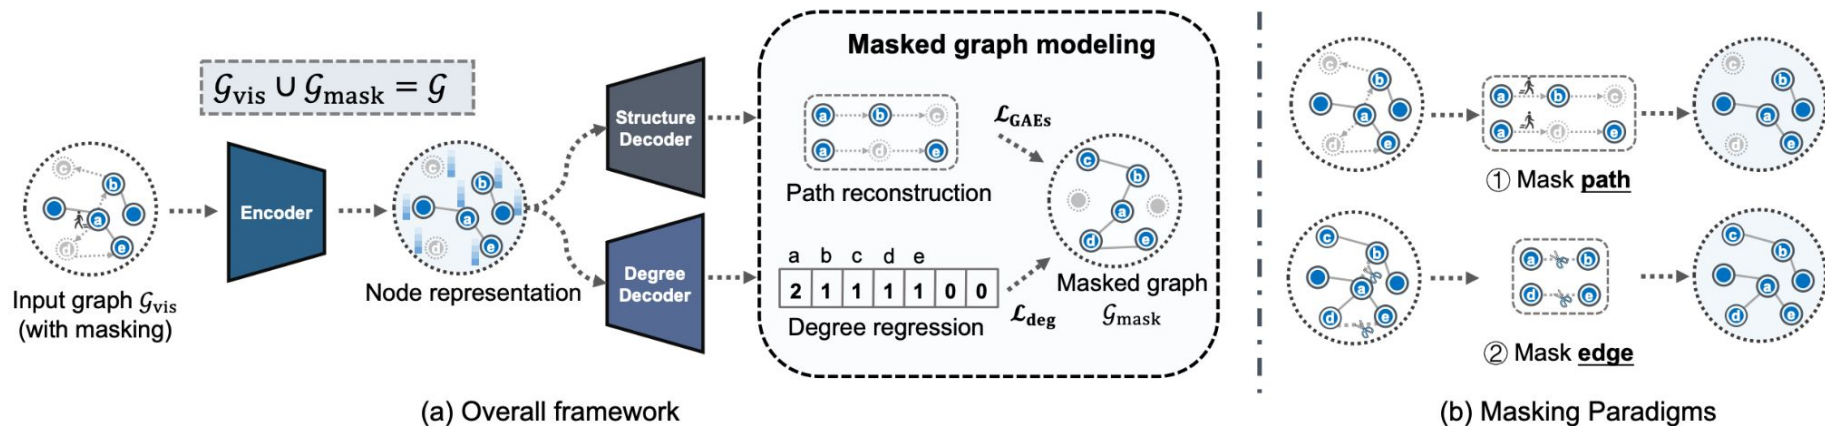 𝒢vis ∪ 𝒢mask = 𝒢
c
b
a
d
e
Input graph 𝒢vis
(with masking)
Encoder
c
b
a
d
e
Node representation
Structure
Decoder
Degree
Decoder
Masked graph modeling
a b c
a d e
Path reconstruction
ℒGAEs
a b c d e
2 1 1 1 1 0 0
Degree regression
ℒdeg
c
b
a
d e
Masked graph
𝒢mask
(a) Overall framework
c
b
a
d
e
a b c
a d e
c
b
a
d
e
① Mask path
c
b
a
d e
a b
d e
c
b
a
d e
② Mask edge
(b) Masking Paradigms